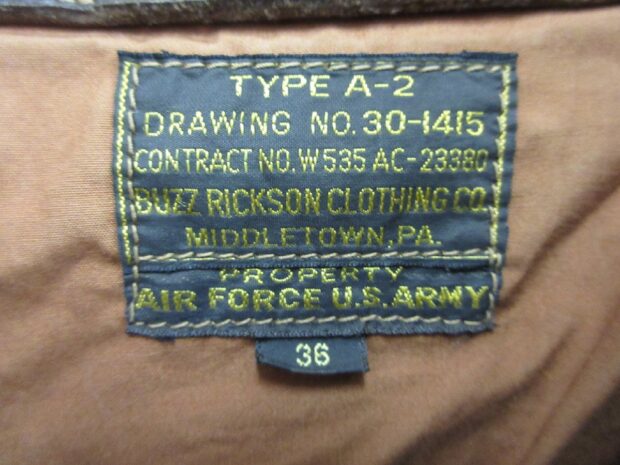 TYPE A-2
DRAWING NO. 30-1415
CONTRACT NO. W535 AC-23380
BUZZ RICKSON CLOTHING CO.
MIDDLETOWN, PA.
PROPERTY
AIR FORCE U.S. ARMY
36